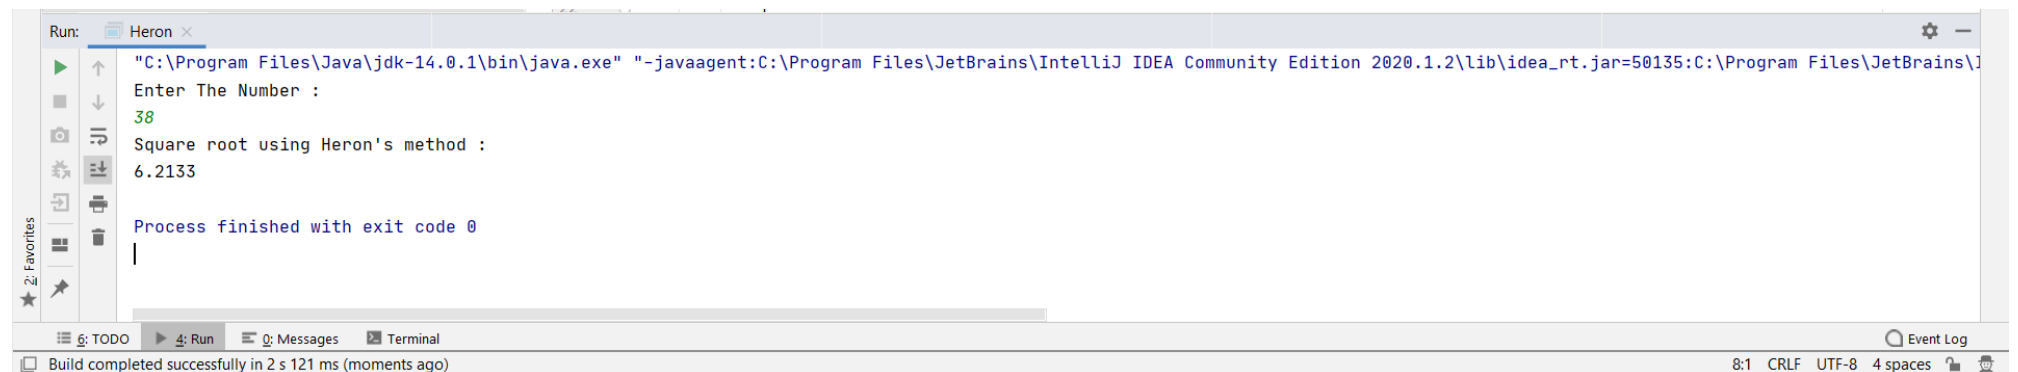 Run: Heron
"C:\Program Files\Java\jdk-14.0.1\bin\java.exe" "-javaagent:C:\Program Files\JetBrains\IntelliJ IDEA Community Edition 2020.1.2\lib\idea_rt.jar=50135:C:\Program Files\JetBrains\
Enter The Number :
38
Square root using Heron's method :
6.2133
Process finished with exit code 0
2: Favorites
6: TODO 4: Run 0: Messages Terminal Event Log
Build completed successfully in 2 s 121 ms (moments ago) 8:1 CRLF UTF-8 4 spaces